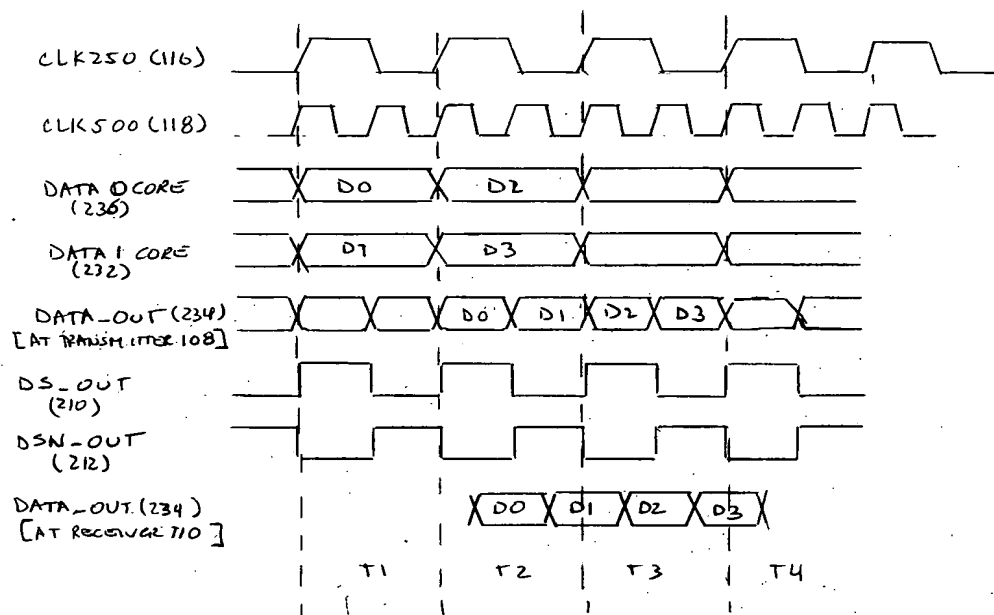 CLK250 (116)
CLK500 (118)
DATA 0 CORE
(236)
D0 D2
DATA 1 CORE
(232)
D1 D3
DATA_OUT (234)
[AT TRANSMITTER 108]
D0 D1 D2 D3
DS_OUT
(210)
DSN_OUT
(212)
DATA_OUT (234)
[AT RECEIVER 110]
D0 D1 D2 D3
T1 T2 T3 T4